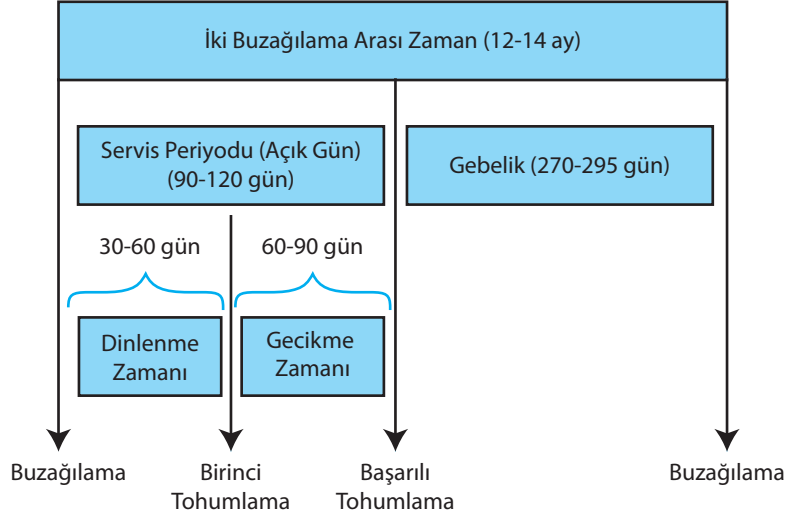 İki Buzağılama Arası Zaman (12-14 ay)
Servis Periyodu (Açık Gün)
(90-120 gün)
Gebelik (270-295 gün)
30-60 gün
60-90 gün
Dinlenme
Zamanı
Gecikme
Zamanı
Buzağılama
Birinci
Tohumlama
Başarılı
Tohumlama
Buzağılama